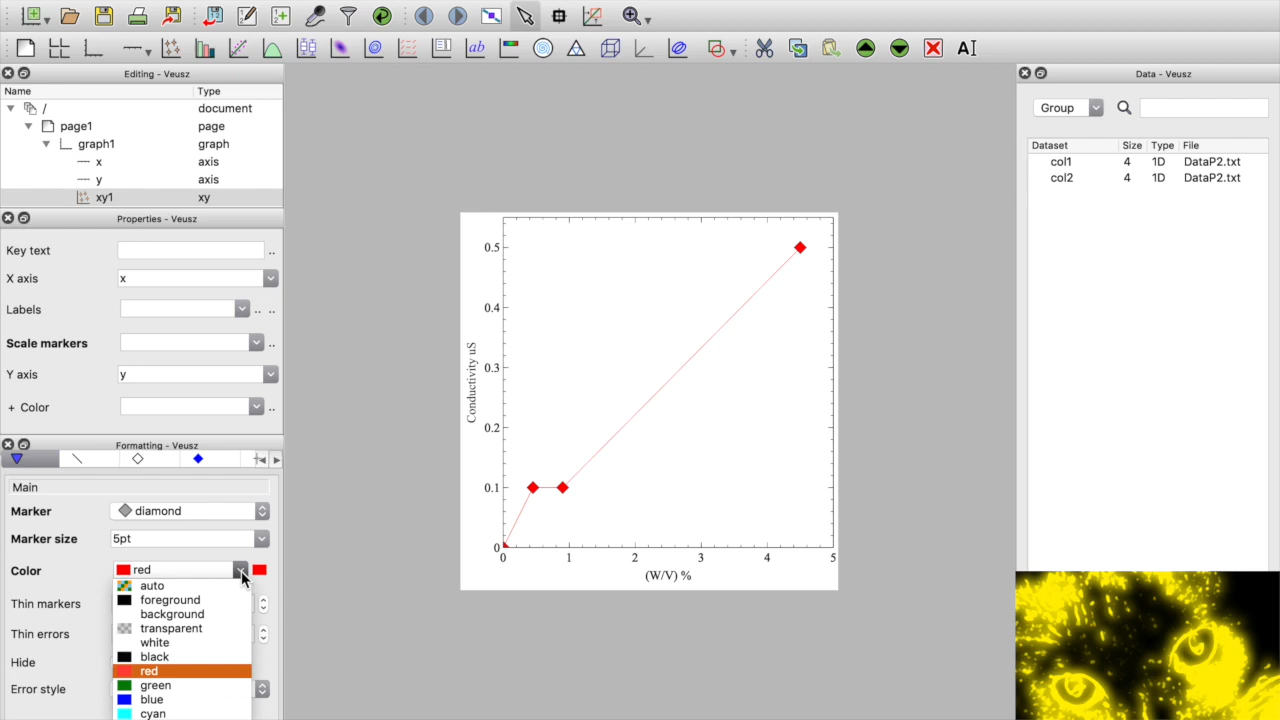 ab
AI
Editing - Veusz
Data - Veusz
Name Type
/ document
page1 page
graph1 graph
x axis
y axis
xy1 xy
Group
Dataset Size Type File
col1 4 1D DataP2.txt
col2 4 1D DataP2.txt
Properties - Veusz
Key text ..
X axis x
Labels .. ..
Scale markers ..
Y axis y
+ Color ..
Formatting - Veusz
Main
Marker diamond
Marker size 5pt
Color red
Thin markers
Thin errors
Hide
Error style
auto
foreground
background
transparent
white
black
red
green
blue
cyan
0.5
0.4
0.3
0.2
0.1
0
Conductivity uS
0 1 2 3 4 5
(W/V) %